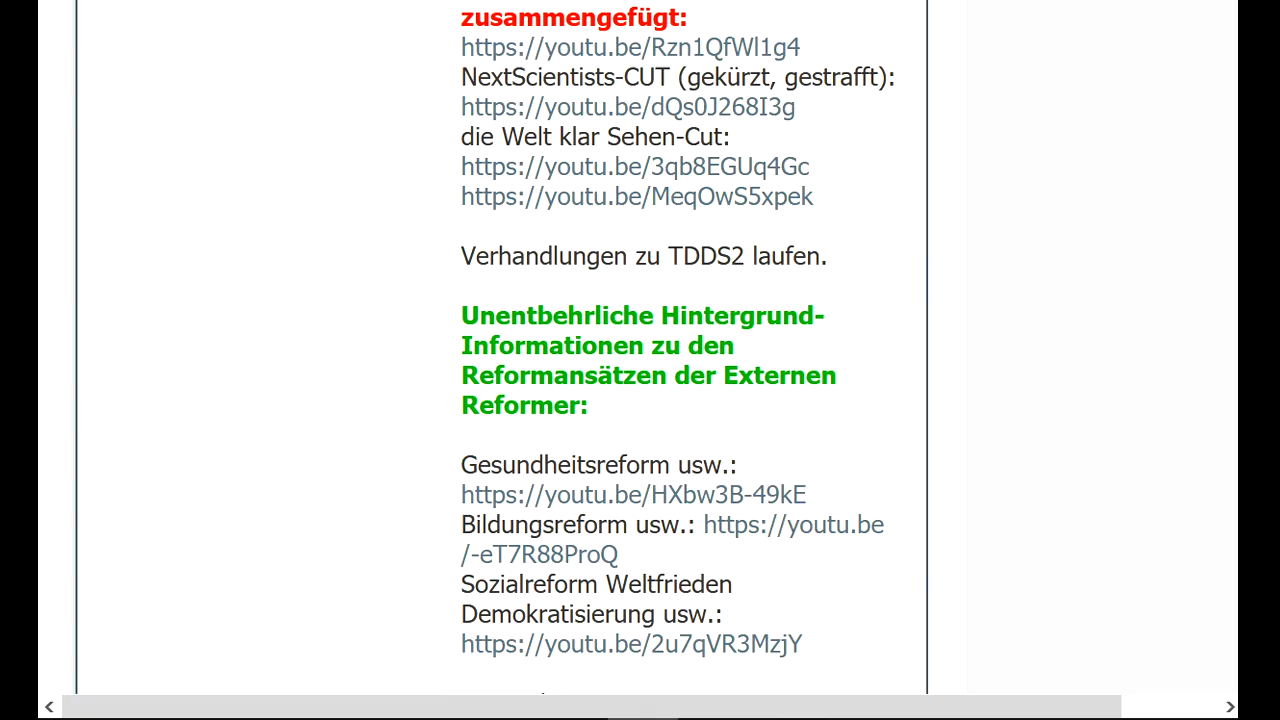 zusammengefügt:
https://youtu.be/Rzn1QfWl1g4
NextScientists-CUT (gekürzt, gestrafft):
https://youtu.be/dQs0J268I3g
die Welt klar Sehen-Cut:
https://youtu.be/3qb8EGUq4Gc
https://youtu.be/MeqOwS5xpek
Verhandlungen zu TDDS2 laufen.
Unentbehrliche Hintergrund-
Informationen zu den
Reformansätzen der Externen
Reformer:
Gesundheitsreform usw.:
https://youtu.be/HXbw3B-49kE
Bildungsreform usw.: https://youtu.be
/-eT7R88ProQ
Sozialreform Weltfrieden
Demokratisierung usw.:
https://youtu.be/2u7qVR3MzjY